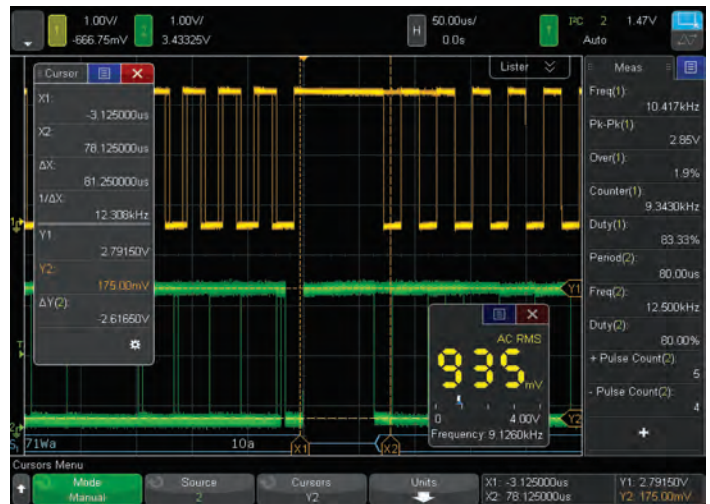 1 1.00V/ 2 1.00V/ H 50.00us/ T I²C 2 1.47V
-666.75mV 3.43325V 0.0s Auto
Cursor
X1:
-3.125000us
X2:
78.125000us
ΔX:
81.250000us
1/ΔX:
12.308kHz
Y1:
2.79150V
Y2:
175.00mV
ΔY(2):
-2.61650V
Lister
Meas
Freq(1):
10.417kHz
Pk-Pk(1):
2.85V
Over(1):
1.9%
Counter(1):
9.3430kHz
Duty(1):
83.33%
Period(2):
80.00us
Freq(2):
12.500kHz
Duty(2):
80.00%
+ Pulse Count(2):
5
- Pulse Count(2):
4
Y1
AC RMS
935 mV
0 4.00V
Frequency: 9.1260kHz
Y2
T
S₁ 71Wa 10a X1 X2
Cursors Menu
Mode
Manual
Source
2
Cursors
Y2
Units
X1: -3.125000us
X2: 78.125000us
Y1: 2.79150V
Y2: 175.00mV